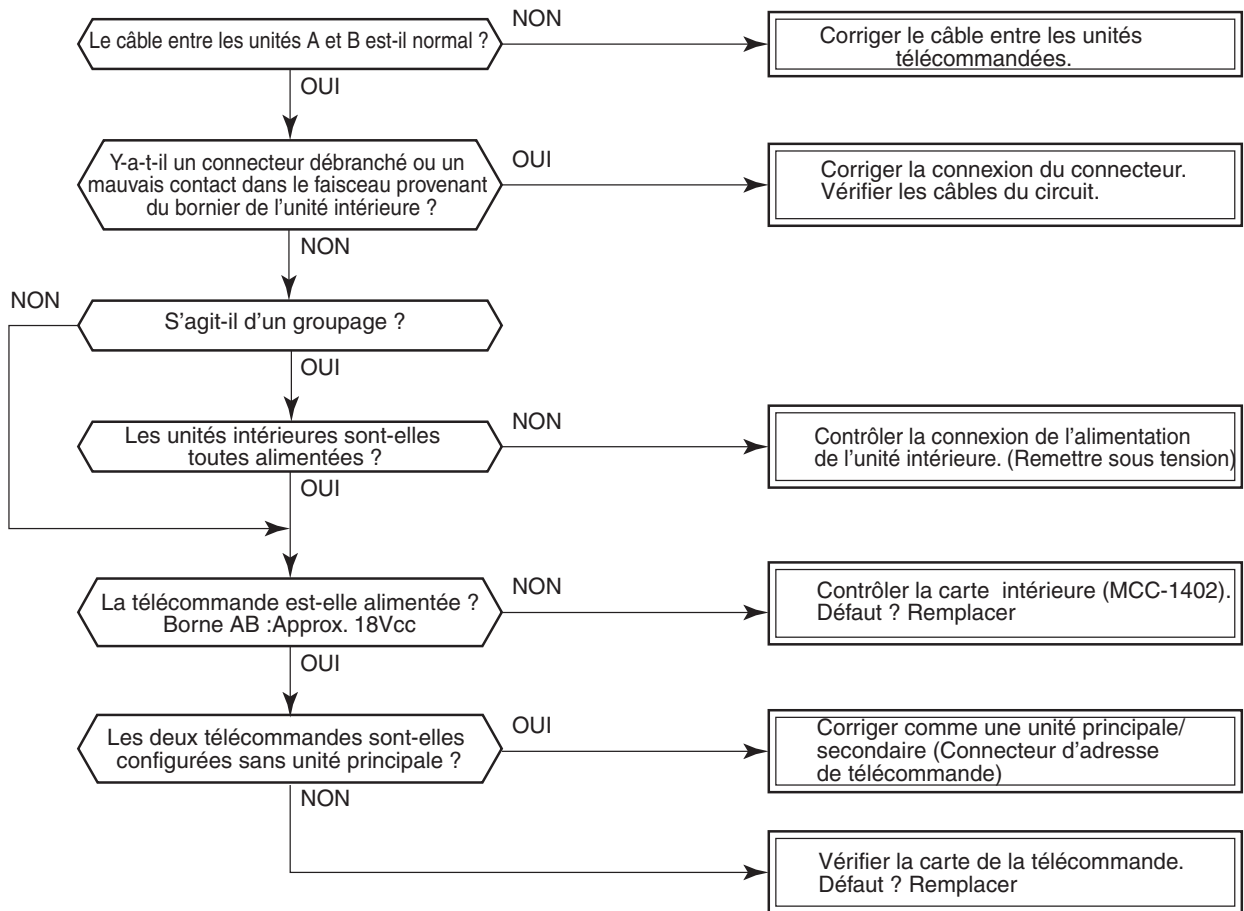 Le câble entre les unités A et B est-il normal ?
NON
Corriger le câble entre les unités
télécommandées.
OUI
Y-a-t-il un connecteur débranché ou un
mauvais contact dans le faisceau provenant
du bornier de l'unité intérieure ?
OUI
Corriger la connexion du connecteur.
Vérifier les câbles du circuit.
NON
NON
S'agit-il d'un groupage ?
OUI
Les unités intérieures sont-elles
toutes alimentées ?
NON
Contrôler la connexion de l'alimentation
de l'unité intérieure. (Remettre sous tension)
OUI
La télécommande est-elle alimentée ?
Borne AB :Approx. 18Vcc
NON
Contrôler la carte intérieure (MCC-1402).
Défaut ? Remplacer
OUI
Les deux télécommandes sont-elles
configurées sans unité principale ?
OUI
Corriger comme une unité principale/
secondaire (Connecteur d'adresse
de télécommande)
NON
Vérifier la carte de la télécommande.
Défaut ? Remplacer